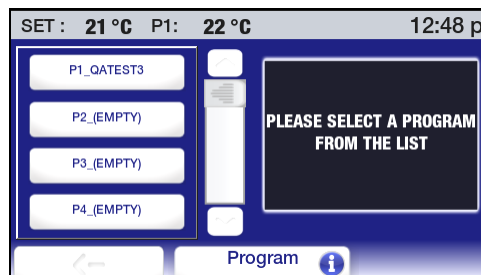 SET : 21 °C P1: 22 °C 12:48 p
P1_QATEST3
P2_(EMPTY)
P3_(EMPTY)
P4_(EMPTY)
PLEASE SELECT A PROGRAM
FROM THE LIST
Program i